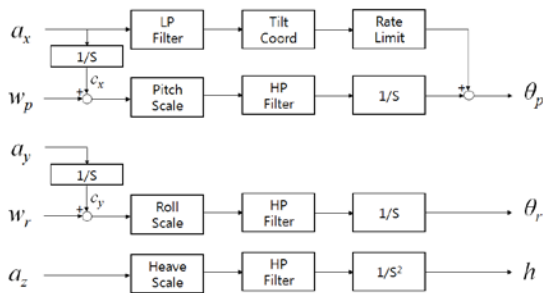 a_x LP Filter Tilt Coord Rate Limit
1/S
c_x
w_p + Pitch Scale HP Filter 1/S + θ_p
a_y
1/S
c_y
w_r + Roll Scale HP Filter 1/S θ_r
a_z Heave Scale HP Filter 1/S² h